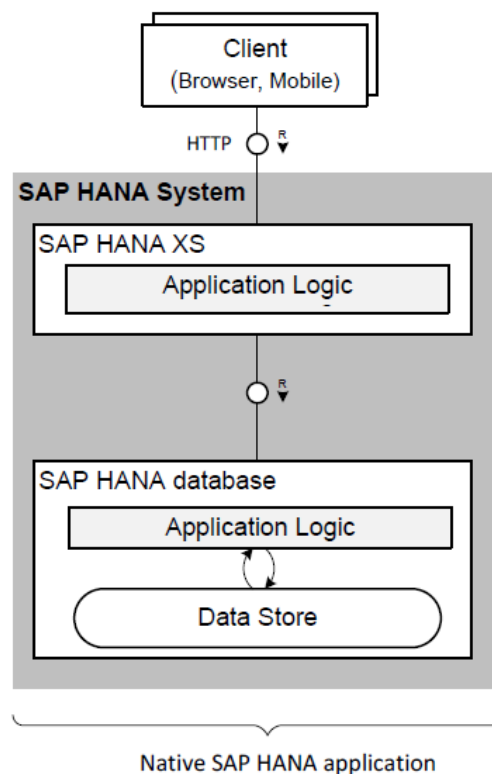 Client
(Browser, Mobile)
HTTP
R
SAP HANA System
SAP HANA XS
Application Logic
R
SAP HANA database
Application Logic
Data Store
Native SAP HANA application